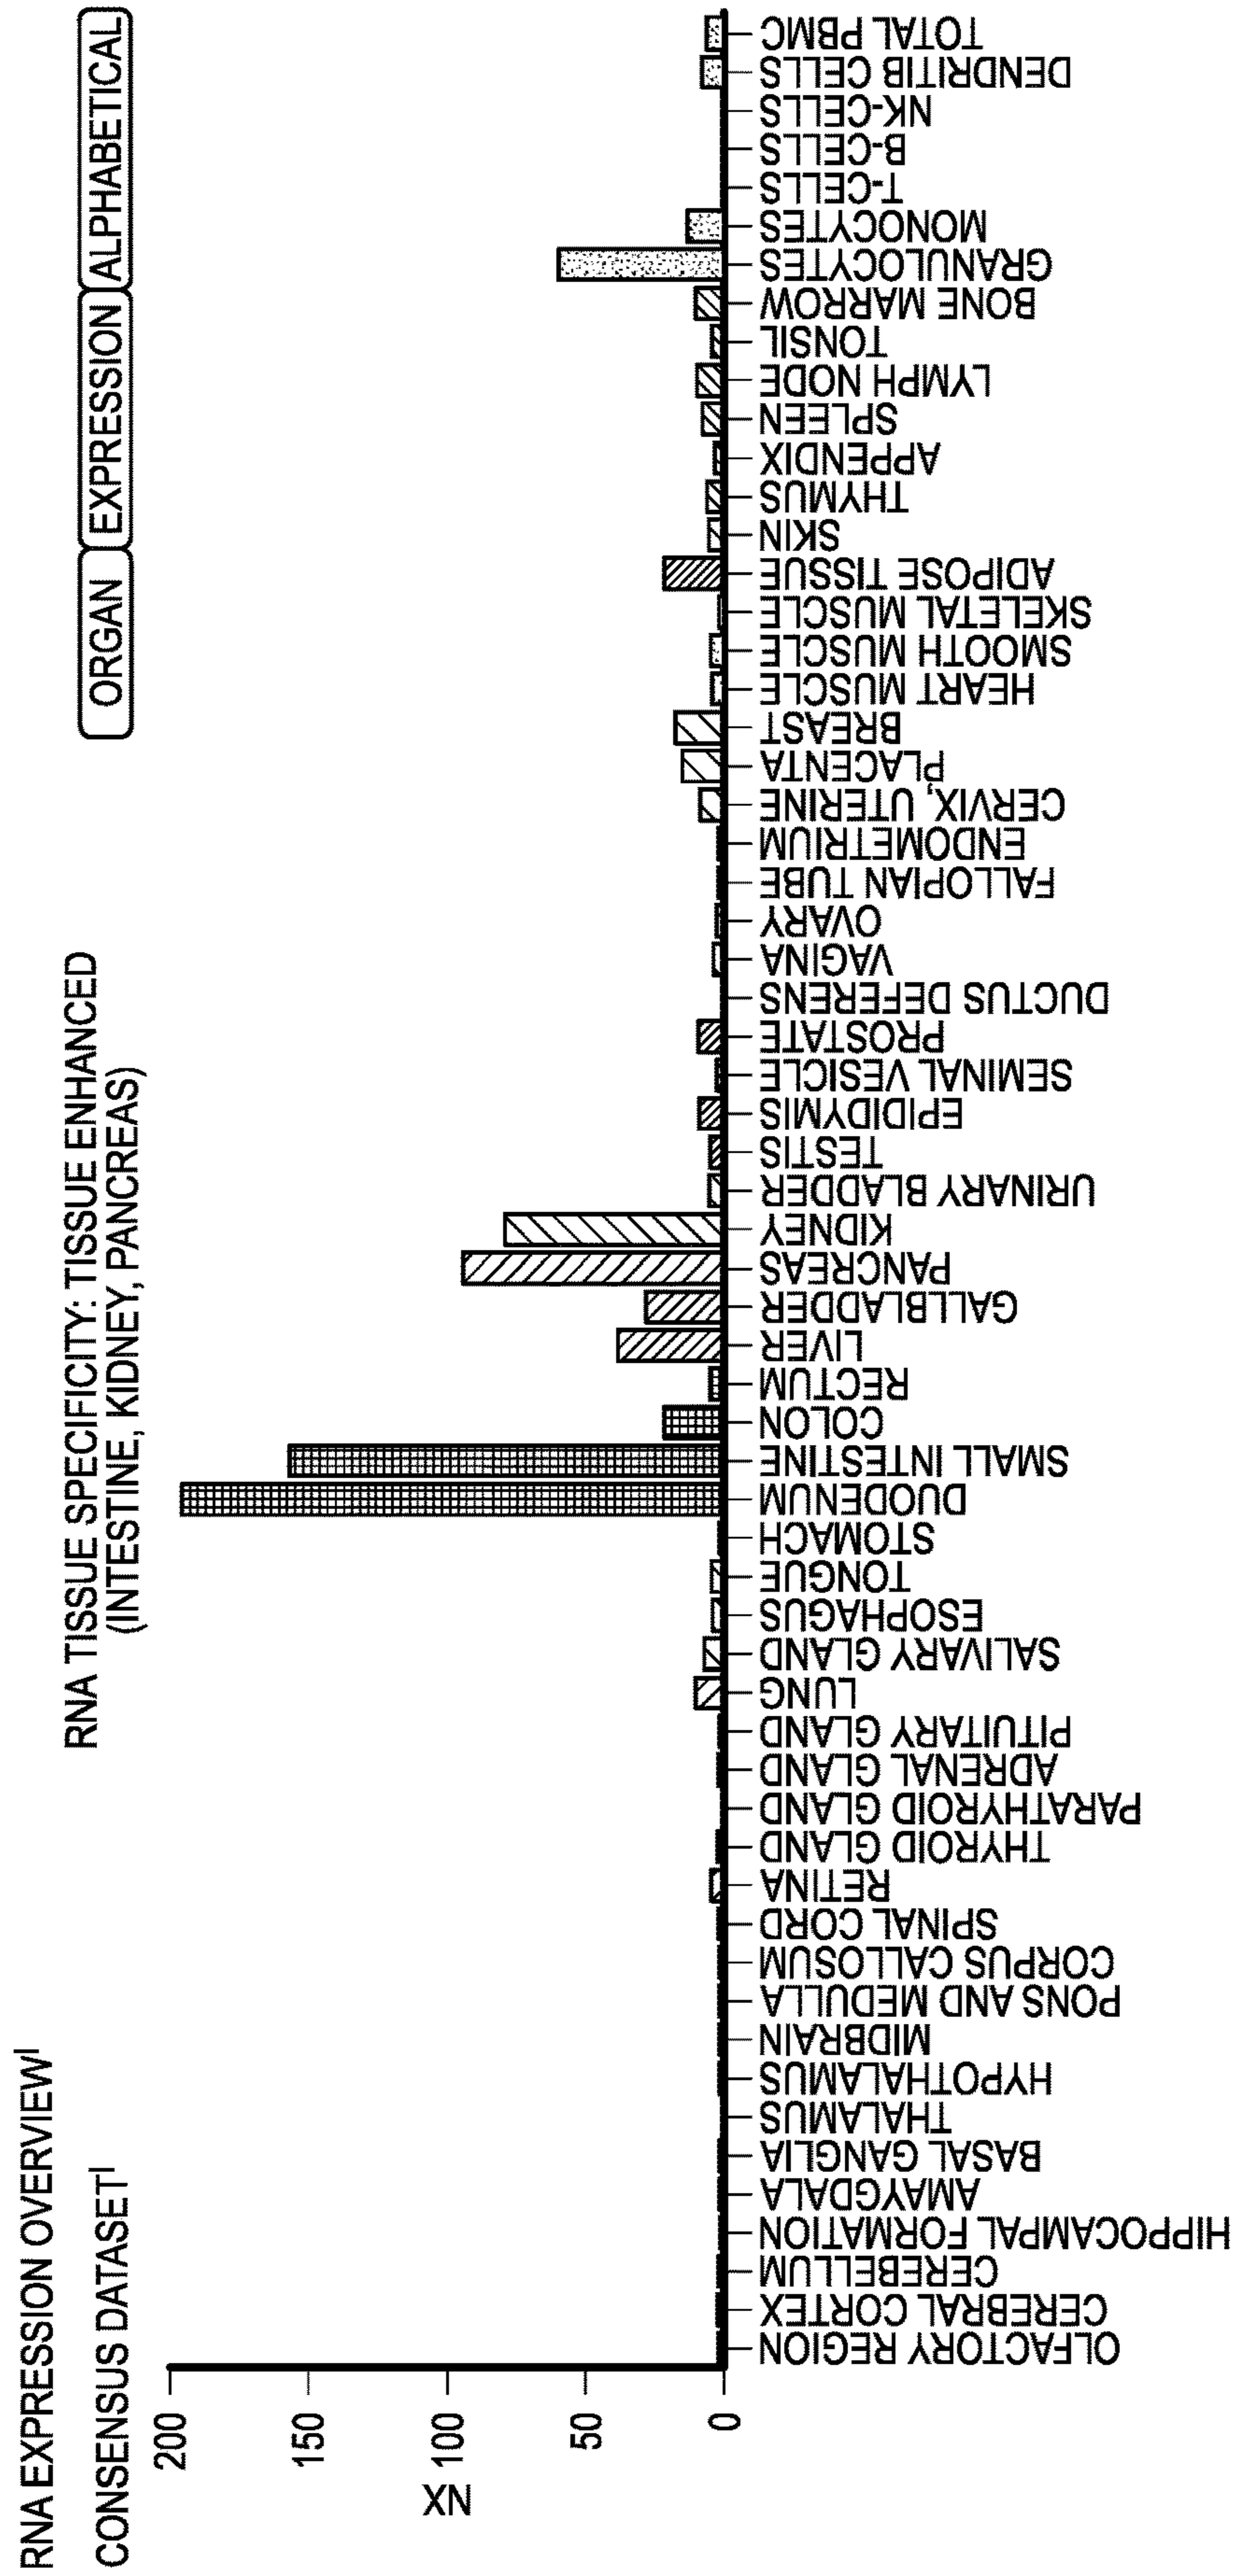 RNA EXPRESSION OVERVIEWI
CONSENSUS DATASETI
RNA TISSUE SPECIFICITY: TISSUE ENHANCED
(INTESTINE, KIDNEY, PANCREAS)
ORGAN
EXPRESSION
ALPHABETICAL
NX
200
150
100
50
0
OLFACTORY REGION
CEREBRAL CORTEX
CEREBELLUM
HIPPOCAMPAL FORMATION
AMAYGDALA
BASAL GANGLIA
THALAMUS
HYPOTHALAMUS
MIDBRAIN
PONS AND MEDULLA
CORPUS CALLOSUM
SPINAL CORD
RETINA
THYROID GLAND
PARATHYROID GLAND
ADRENAL GLAND
PITUITARY GLAND
LUNG
SALIVARY GLAND
ESOPHAGUS
TONGUE
STOMACH
DUODENUM
SMALL INTESTINE
COLON
RECTUM
LIVER
GALLBLADDER
PANCREAS
KIDNEY
URINARY BLADDER
TESTIS
EPIDIDYMIS
SEMINAL VESICLE
PROSTATE
DUCTUS DEFERENS
VAGINA
OVARY
FALLOPIAN TUBE
ENDOMETRIUM
CERVIX, UTERINE
PLACENTA
BREAST
HEART MUSCLE
SMOOTH MUSCLE
SKELETAL MUSCLE
ADIPOSE TISSUE
SKIN
THYMUS
APPENDIX
SPLEEN
LYMPH NODE
TONSIL
BONE MARROW
GRANULOCYTES
MONOCYTES
T-CELLS
B-CELLS
NK-CELLS
DENDRITIB CELLS
TOTAL PBMC